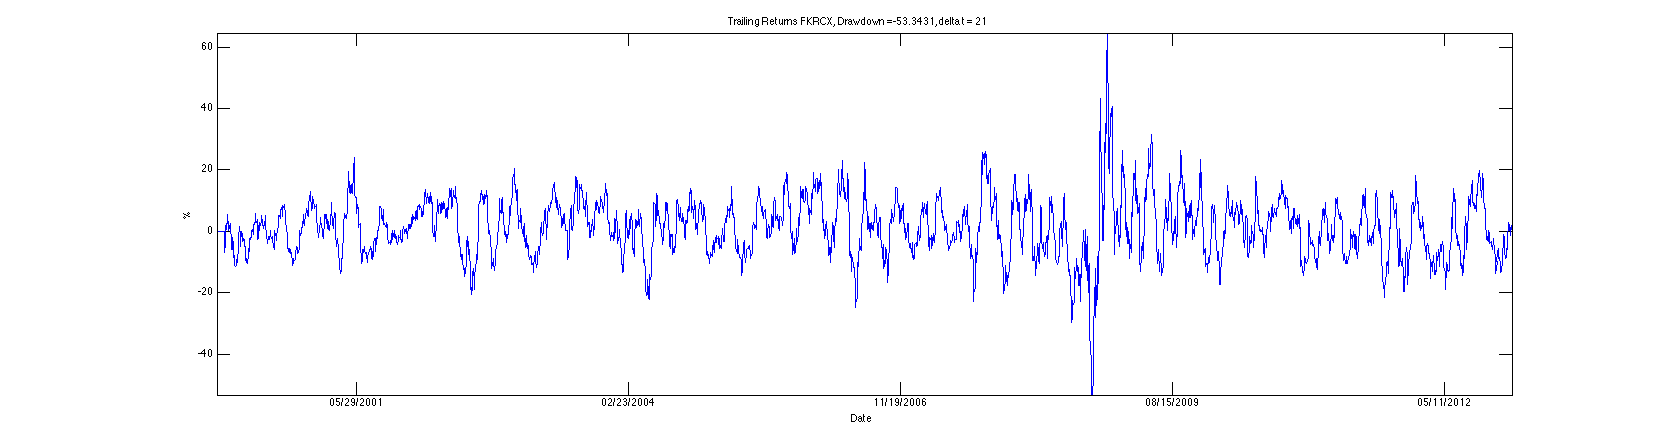 Trailing Returns FKRCX, Drawdown =-53.3431, delta t = 21
60
40
20
0
-20
-40
%
05/29/2001 02/23/2004 11/19/2006 08/15/2009 05/11/2012
Date